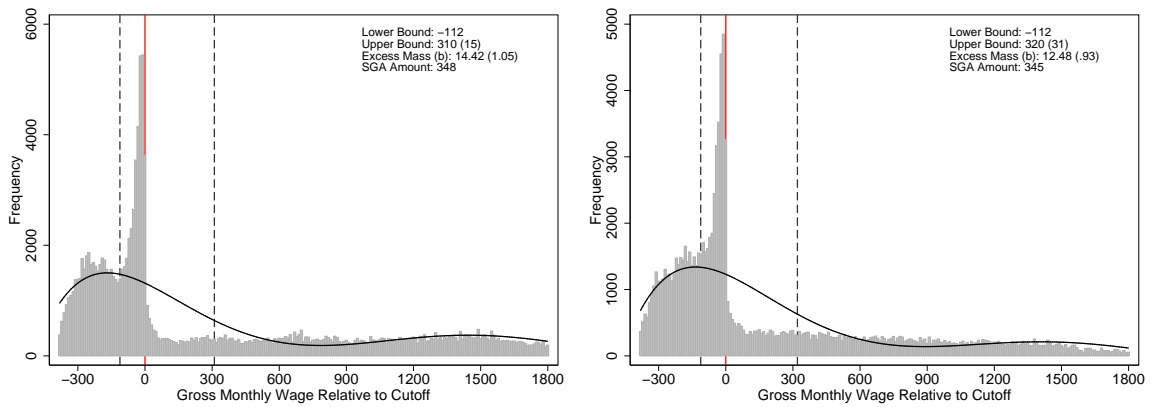 Lower Bound: −112
Upper Bound: 310 (15)
Excess Mass (b): 14.42 (1.05)
SGA Amount: 348
Frequency
0
2000
4000
6000
−300
0
300
600
900
1200
1500
1800
Gross Monthly Wage Relative to Cutoff
Lower Bound: −112
Upper Bound: 320 (31)
Excess Mass (b): 12.48 (.93)
SGA Amount: 345
Frequency
0
1000
2000
3000
4000
5000
−300
0
300
600
900
1200
1500
1800
Gross Monthly Wage Relative to Cutoff